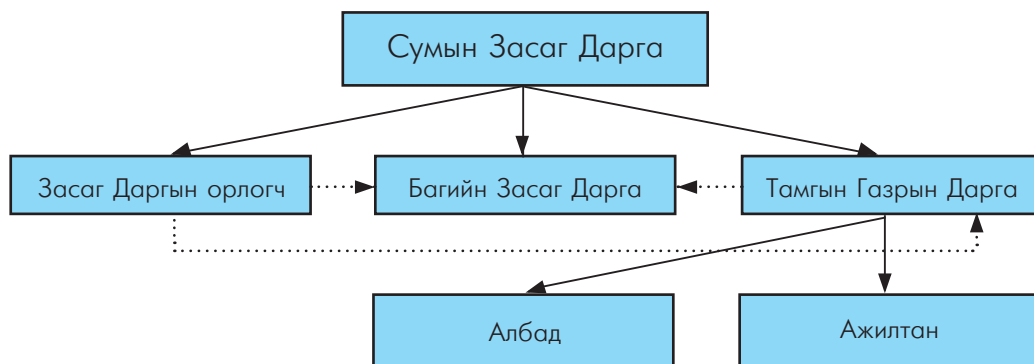 Сумын Засаг Дарга
Засаг Даргын орлогч
Багийн Засаг Дарга
Тамгын Газрын Дарга
Албад
Ажилтан